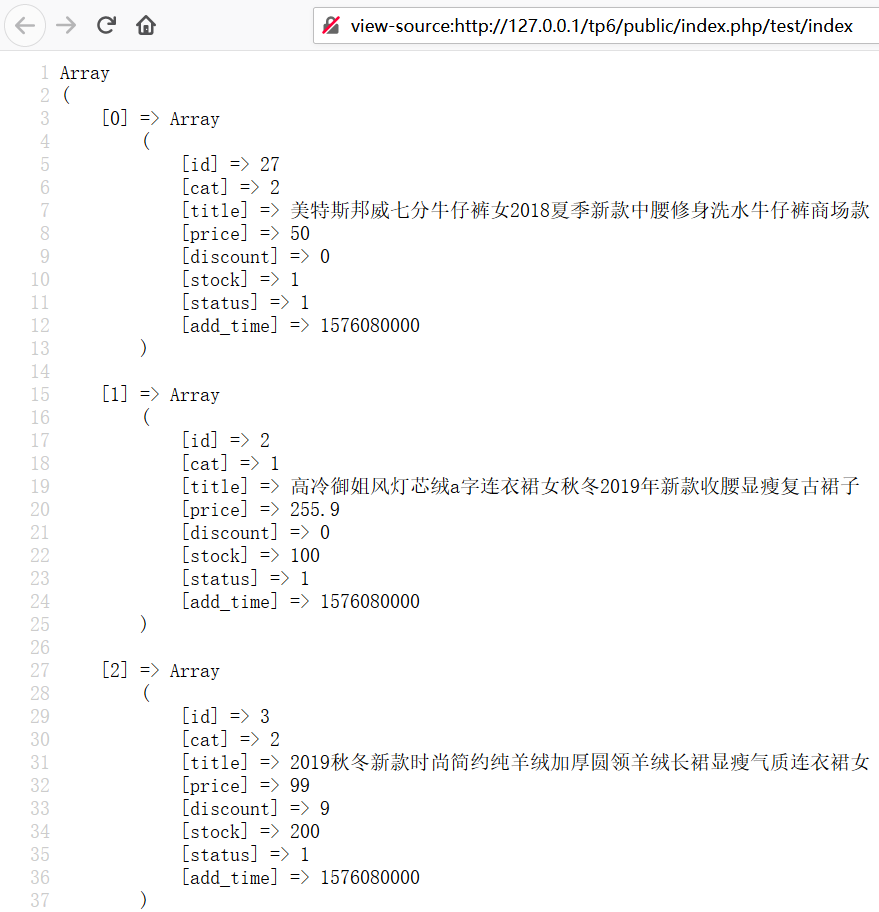 view-source:http://127.0.0.1/tp6/public/index.php/test/index
1 Array
2 (
3     [0] => Array
4         (
5             [id] => 27
6             [cat] => 2
7             [title] => 美特斯邦威七分牛仔裤女2018夏季新款中腰修身洗水牛仔裤商场款
8             [price] => 50
9             [discount] => 0
10             [stock] => 1
11             [status] => 1
12             [add_time] => 1576080000
13         )
14
15     [1] => Array
16         (
17             [id] => 2
18             [cat] => 1
19             [title] => 高冷御姐风灯芯绒a字连衣裙女秋冬2019年新款收腰显瘦复古裙子
20             [price] => 255.9
21             [discount] => 0
22             [stock] => 100
23             [status] => 1
24             [add_time] => 1576080000
25         )
26
27     [2] => Array
28         (
29             [id] => 3
30             [cat] => 2
31             [title] => 2019秋冬新款时尚简约纯羊绒加厚圆领羊绒长裙显瘦气质连衣裙女
32             [price] => 99
33             [discount] => 9
34             [stock] => 200
35             [status] => 1
36             [add_time] => 1576080000
37         )